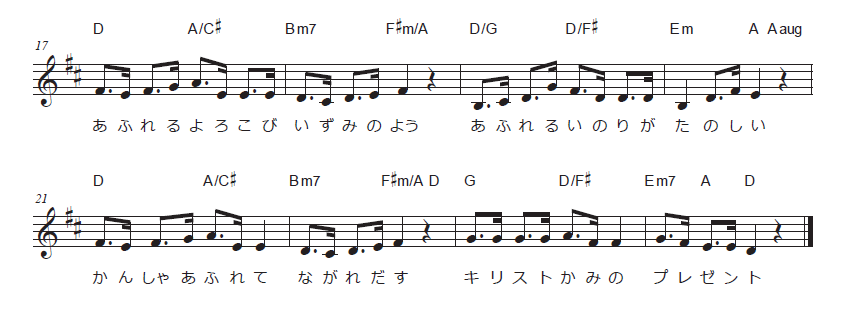 D A/C♯ Bm7 F♯m/A D/G D/F♯ Em A Aaug
17
あふれるよろこび いずみのよう あふれるいのりが たのしい
D A/C♯ Bm7 F♯m/A D G D/F♯ Em7 A D
21
かんしゃあふれて ながれだす キリストかみの プレゼント